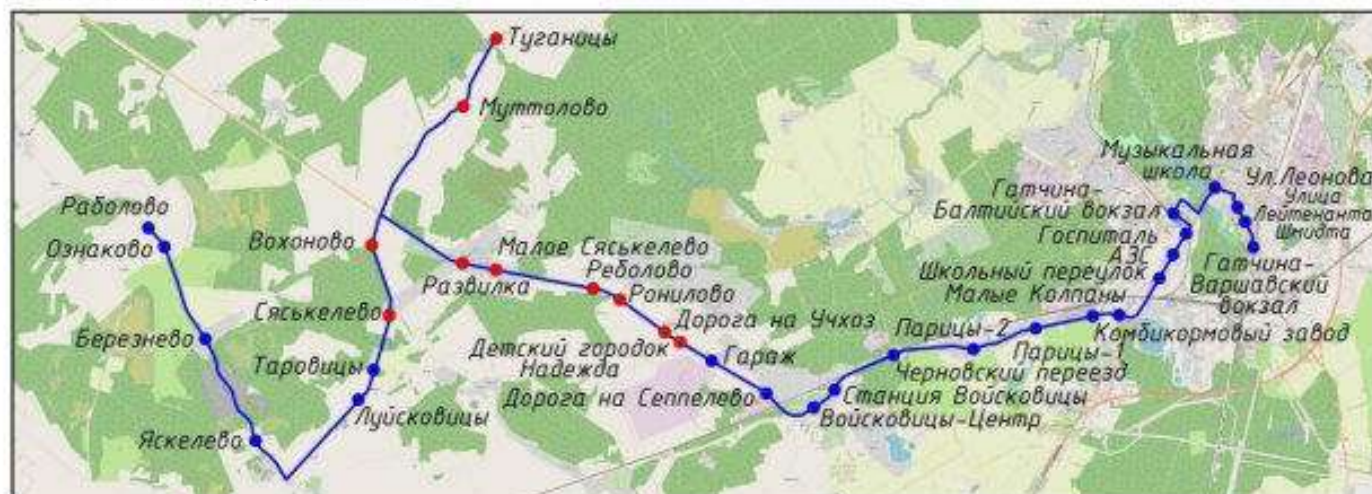 Туганицы
Муттолово
Раболово
Ознаково
Вохоново
Березнево
Сяськелево
Таровицы
Луйсковицы
Яскелево
Малое Сяськелево
Развилка
Реболово
Ронилово
Дорога на Учхоз
Детский городок
Надежда
Гараж
Дорога на Сеппелево
Войсковицы-Центр
Станция Войсковицы
Черновский переезд
Парицы-2
Парицы-1
Комбикормовый завод
Малые Колпаны
Школьный переулок
АЗС
Госпиталь
Гатчина-
Балтийский вокзал
Музыкальная
школа
Ул.Леонова
Улица
Лейтенанта
Шмидта
Гатчина-
Варшавский
вокзал